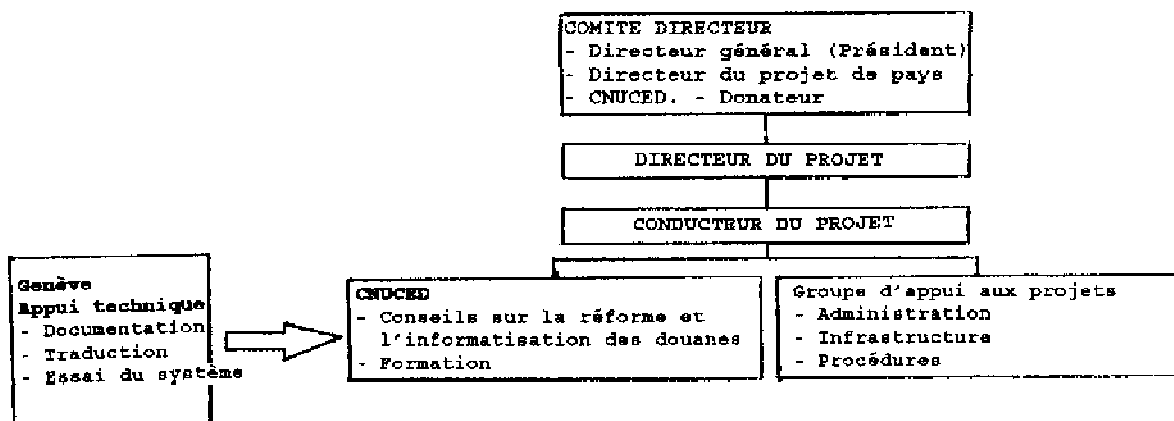 COMITE DIRECTEUR
- Directeur général (Président)
- Directeur du projet de pays
- CNUCED. - Donateur
DIRECTEUR DU PROJET
CONDUCTEUR DU PROJET
Genève
Appui technique
- Documentation
- Traduction
- Essai du système
CNUCED
- Conseils sur la réforme et
l'informatisation des douanes
- Formation
Groupe d'appui aux projets
- Administration
- Infrastructure
- Procédures